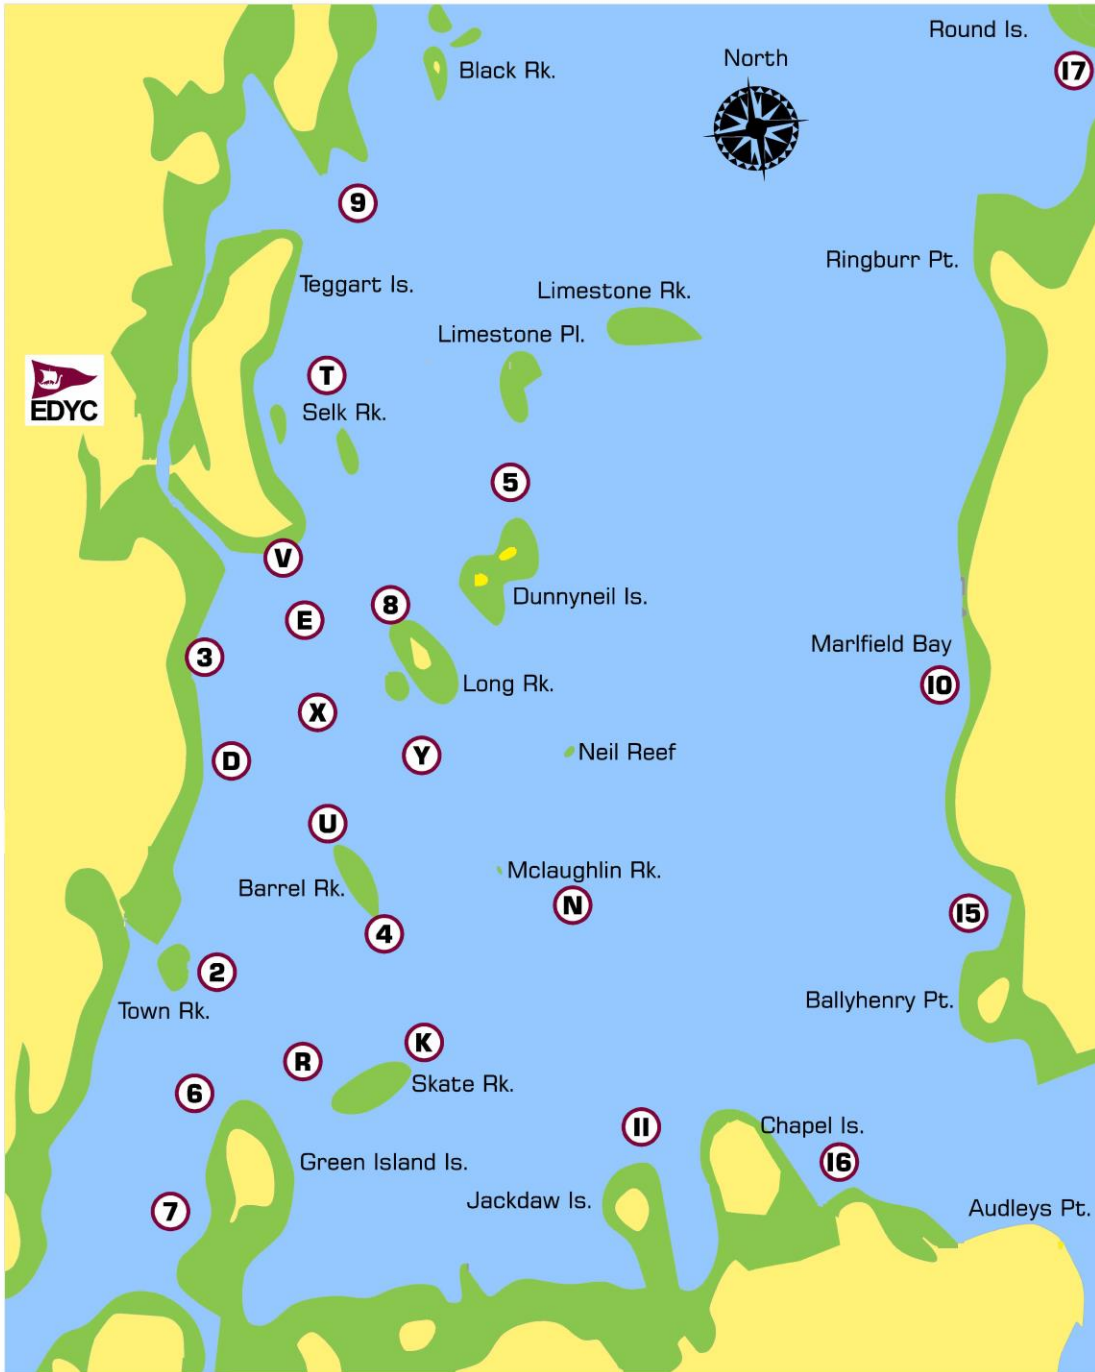 Round Is.
North
17
Black Rk.
9
Ringburr Pt.
Teggart Is.
Limestone Rk.
Limestone Pl.
T
EDYC
Selk Rk.
5
V
8
Dunnyneil Is.
E
Marlfield Bay
3
Long Rk.
10
X
Y
Neil Reef
D
U
Mclaughlin Rk.
Barrel Rk.
N
15
4
2
Ballyhenry Pt.
Town Rk.
K
R
Skate Rk.
6
11
Chapel Is.
Green Island Is.
16
Jackdaw Is.
7
Audleys Pt.